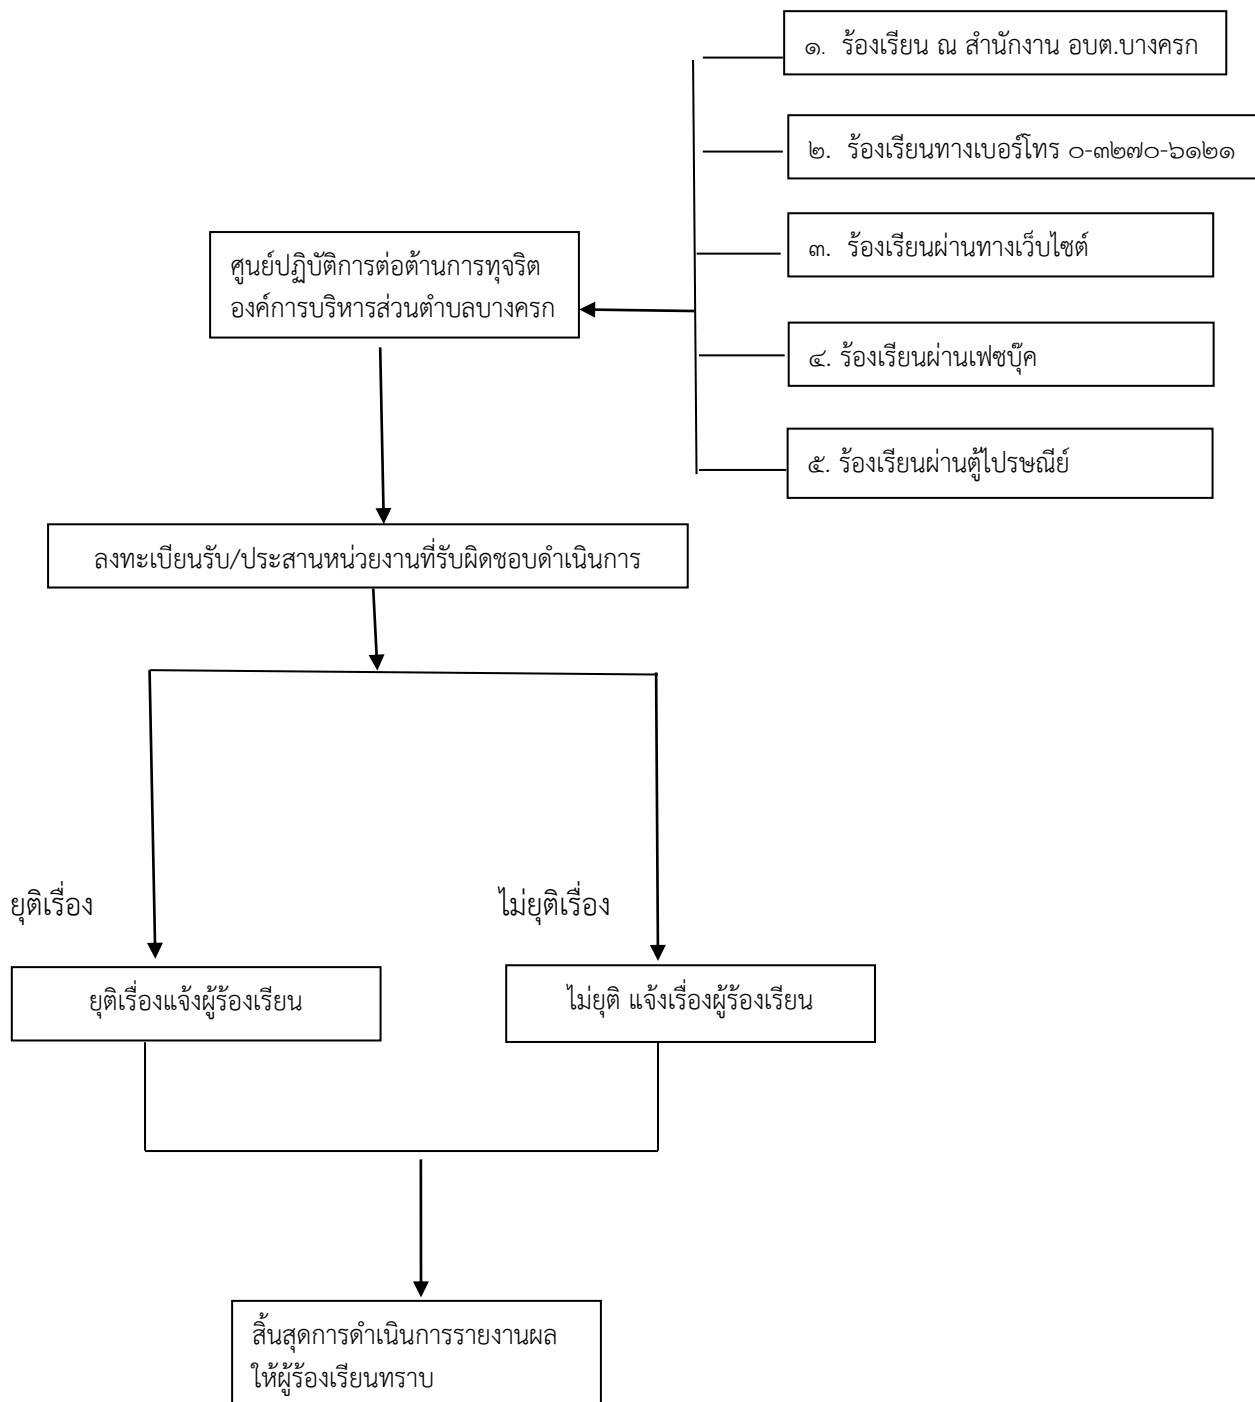 ๑. ร้องเรียน ณ สำนักงาน อบต.บางครก
๒. ร้องเรียนทางเบอร์โทร ๐-๓๒๗๐-๖๑๒๑
๓. ร้องเรียนผ่านทางเว็บไซต์
ศูนย์ปฏิบัติการต่อต้านการทุจริต
องค์การบริหารส่วนตำบลบางครก
๔. ร้องเรียนผ่านเฟซบุ๊ค
๕. ร้องเรียนผ่านตู้ไปรษณีย์
ลงทะเบียนรับ/ประสานหน่วยงานที่รับผิดชอบดำเนินการ
ยุติเรื่อง
ไม่ยุติเรื่อง
ยุติเรื่องแจ้งผู้ร้องเรียน
ไม่ยุติ แจ้งเรื่องผู้ร้องเรียน
สิ้นสุดการดำเนินการรายงานผล
ให้ผู้ร้องเรียนทราบ